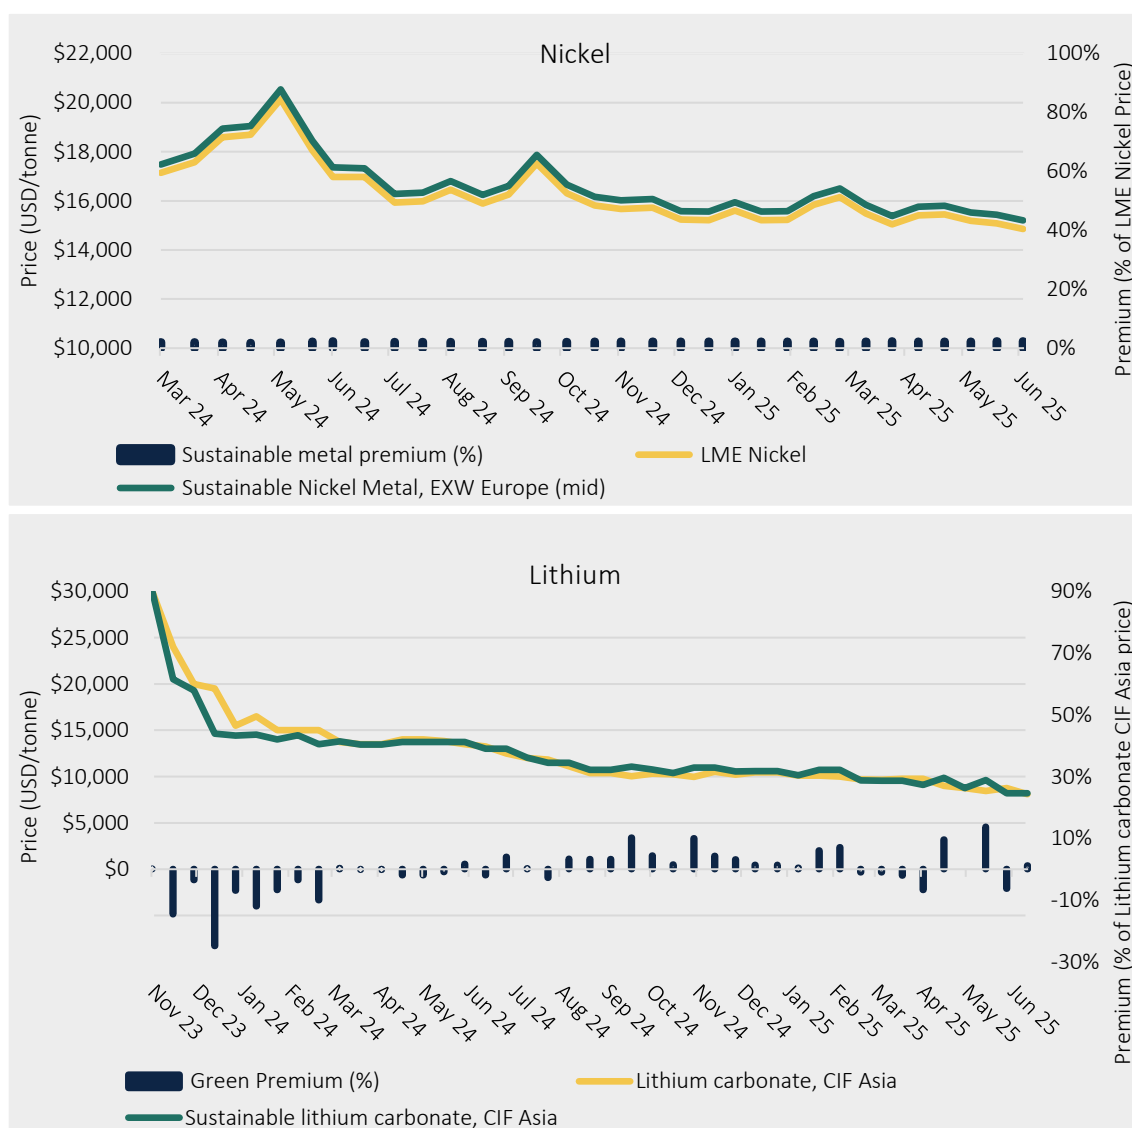 Nickel
Price (USD/tonne)
$22,000
$20,000
$18,000
$16,000
$14,000
$12,000
$10,000
100%
80%
60%
40%
20%
0%
Premium (% of LME Nickel Price)
Mar 24
Apr 24
May 24
Jun 24
Jul 24
Aug 24
Sep 24
Oct 24
Nov 24
Dec 24
Jan 25
Feb 25
Mar 25
Apr 25
May 25
Jun 25
Sustainable metal premium (%)
LME Nickel
Sustainable Nickel Metal, EXW Europe (mid)
Lithium
Price (USD/tonne)
$30,000
$25,000
$20,000
$15,000
$10,000
$5,000
$0
90%
70%
50%
30%
10%
-10%
-30%
Premium (% of Lithium carbonate CIF Asia price)
Nov 23
Dec 23
Jan 24
Feb 24
Mar 24
Apr 24
May 24
Jun 24
Jul 24
Aug 24
Sep 24
Oct 24
Nov 24
Dec 24
Jan 25
Feb 25
Mar 25
Apr 25
May 25
Jun 25
Green Premium (%)
Lithium carbonate, CIF Asia
Sustainable lithium carbonate, CIF Asia